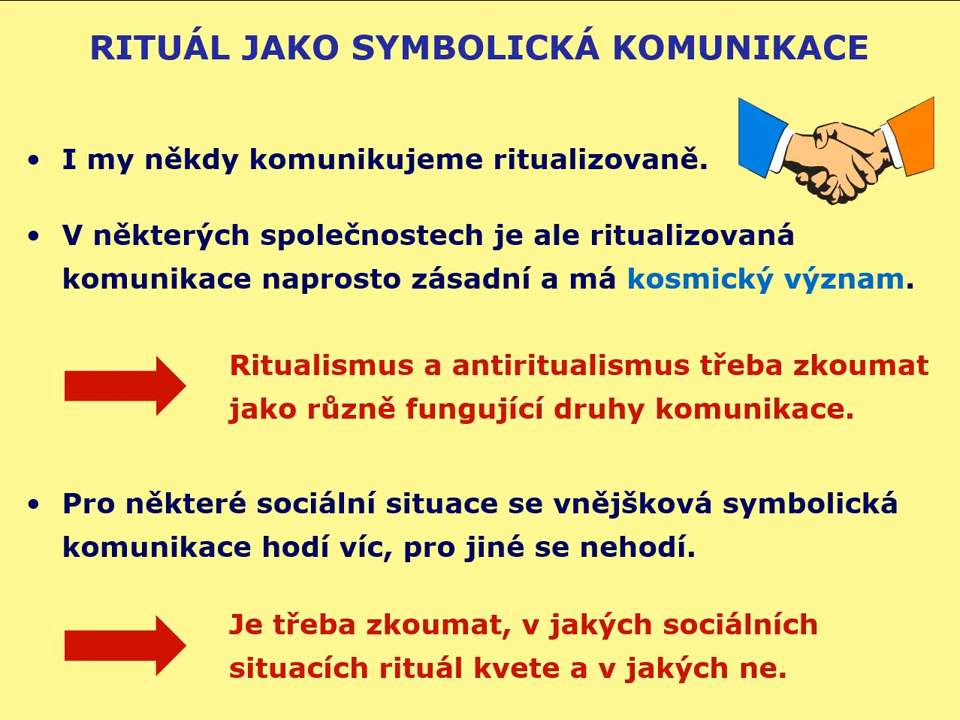 RITUÁL JAKO SYMBOLICKÁ KOMUNIKACE
• I my někdy komunikujeme ritualizovaně.
• V některých společnostech je ale ritualizovaná
komunikace naprosto zásadní a má kosmický význam.
Ritualismus a antiritualismus třeba zkoumat
jako různě fungující druhy komunikace.
• Pro některé sociální situace se vnějšková symbolická
komunikace hodí víc, pro jiné se nehodí.
Je třeba zkoumat, v jakých sociálních
situacích rituál kvete a v jakých ne.